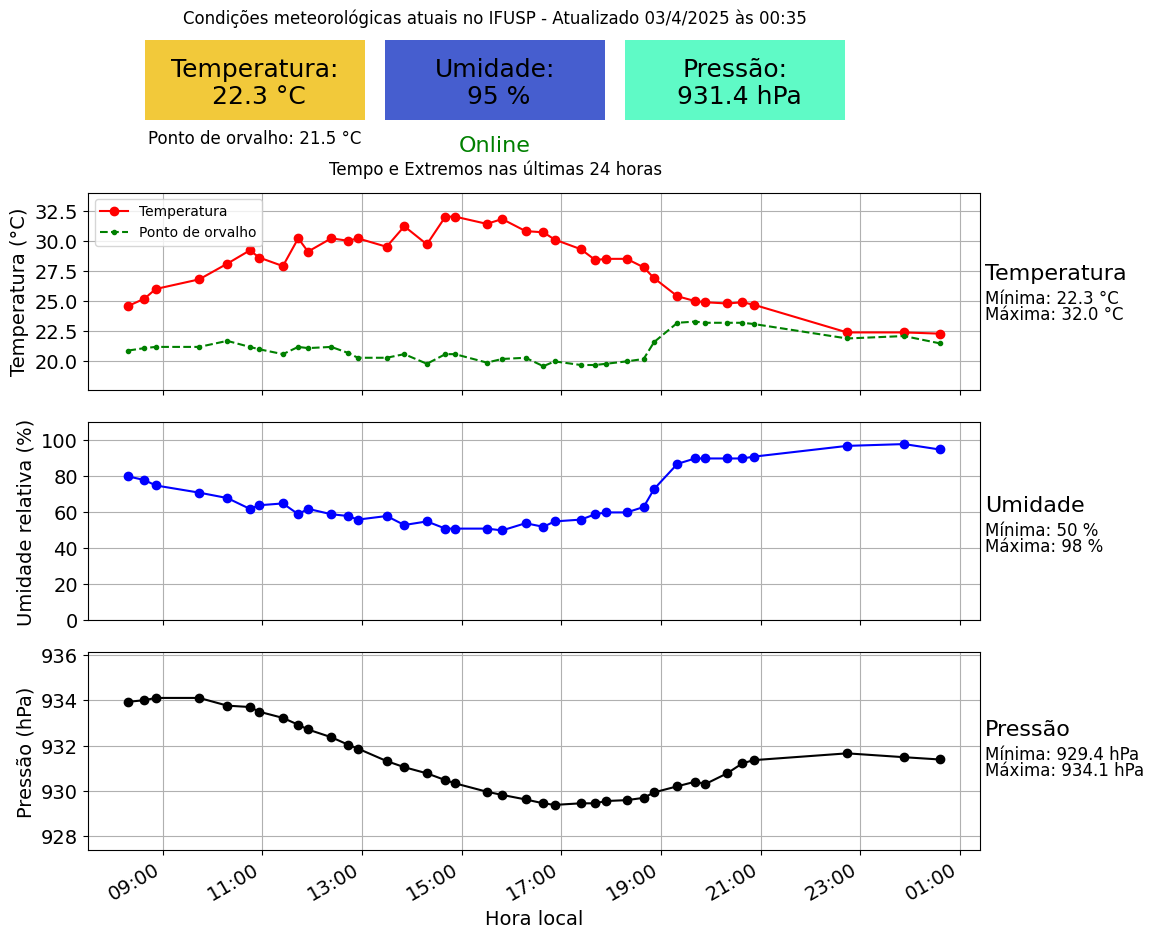 Condições meteorológicas atuais no IFUSP - Atualizado 03/4/2025 às 00:35
Temperatura:
22.3 °C
Umidade:
95 %
Pressão:
931.4 hPa
Ponto de orvalho: 21.5 °C
Online
Tempo e Extremos nas últimas 24 horas
Temperatura (°C)
32.5
30.0
27.5
25.0
22.5
20.0
Temperatura
Ponto de orvalho
Temperatura
Mínima: 22.3 °C
Máxima: 32.0 °C
Umidade relativa (%)
100
80
60
40
20
0
Umidade
Mínima: 50 %
Máxima: 98 %
Pressão (hPa)
936
934
932
930
928
Pressão
Mínima: 929.4 hPa
Máxima: 934.1 hPa
09:00 11:00 13:00 15:00 17:00 19:00 21:00 23:00 01:00
Hora local